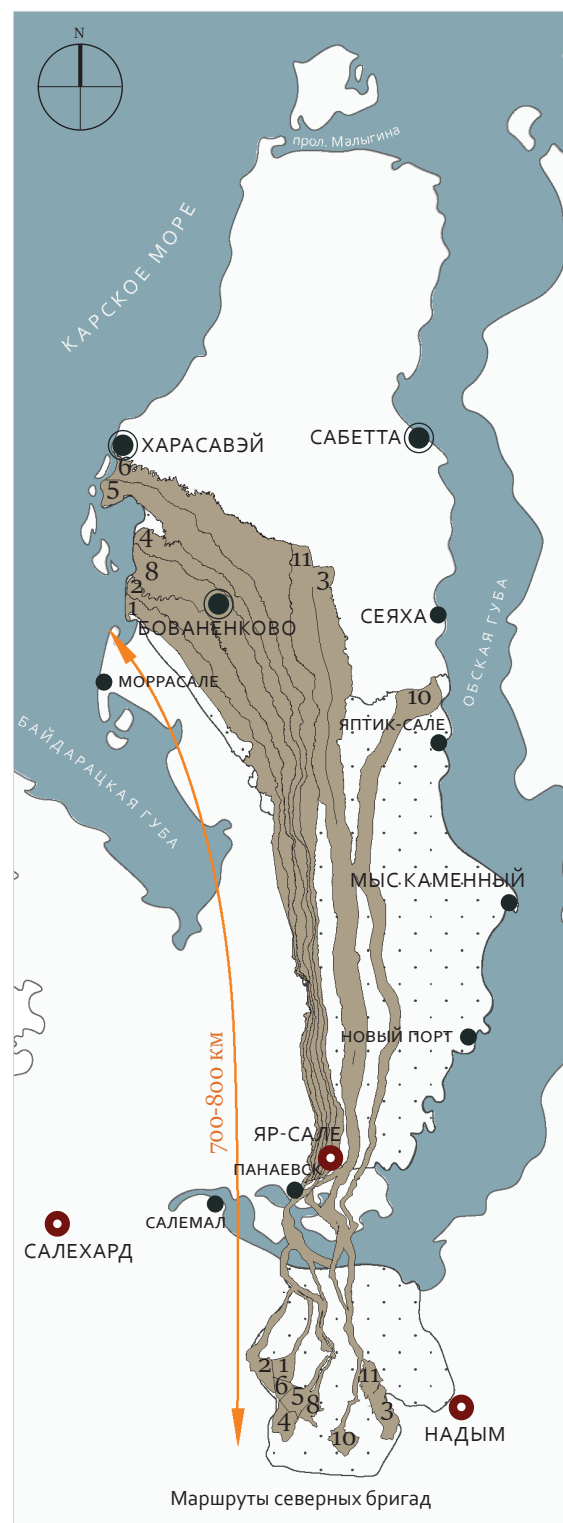 N
прол. Малыгина
КАРСКОЕ МОРЕ
ХАРАСАВЭЙ
САБЕТТА
6
5
4
11
8
3
2
1
БОВАНЕНКОВО
СЕЯХА
ОБСКАЯ ГУБА
МОРРАСАЛЕ
10
ЯПТИК-САЛЕ
БАЙДАРАЦКАЯ ГУБА
МЫС КАМЕННЫЙ
НОВЫЙ ПОРТ
700-800 км
ЯР-САЛЕ
ПАНАЕВСК
САЛЕМАЛ
САЛЕХАРД
2 1
11
6
5
8
3
4
10
НАДЫМ
Маршруты северных бригад